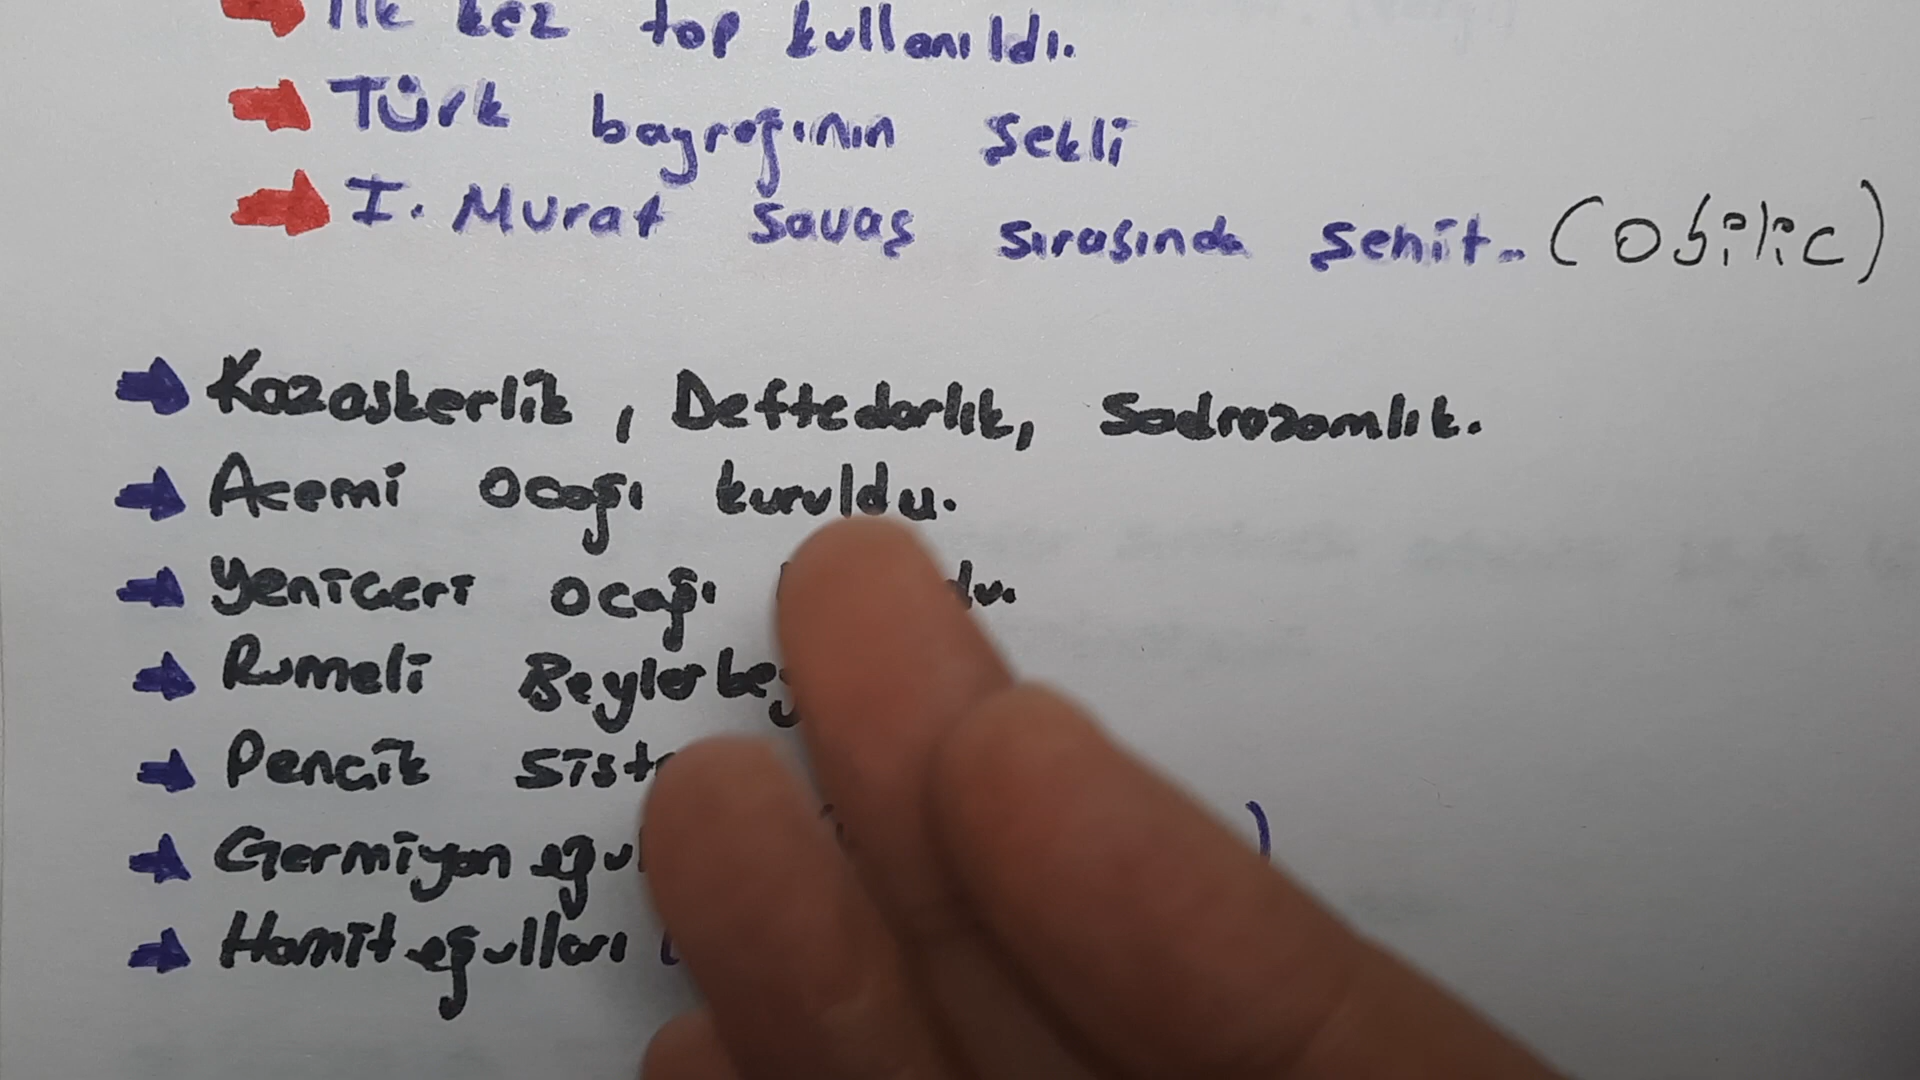 İlk kez top kullanıldı.
Türk bayrağının şekli
I. Murat savaş sırasında şehit. (Obiliç)
Kazaskerlik, Defterdarlık, Sadrazamlık.
Acemi Ocağı kuruldu.
Yeniçeri Ocağı
Rumeli
Pencik
Germiyan
Hamitoğulları